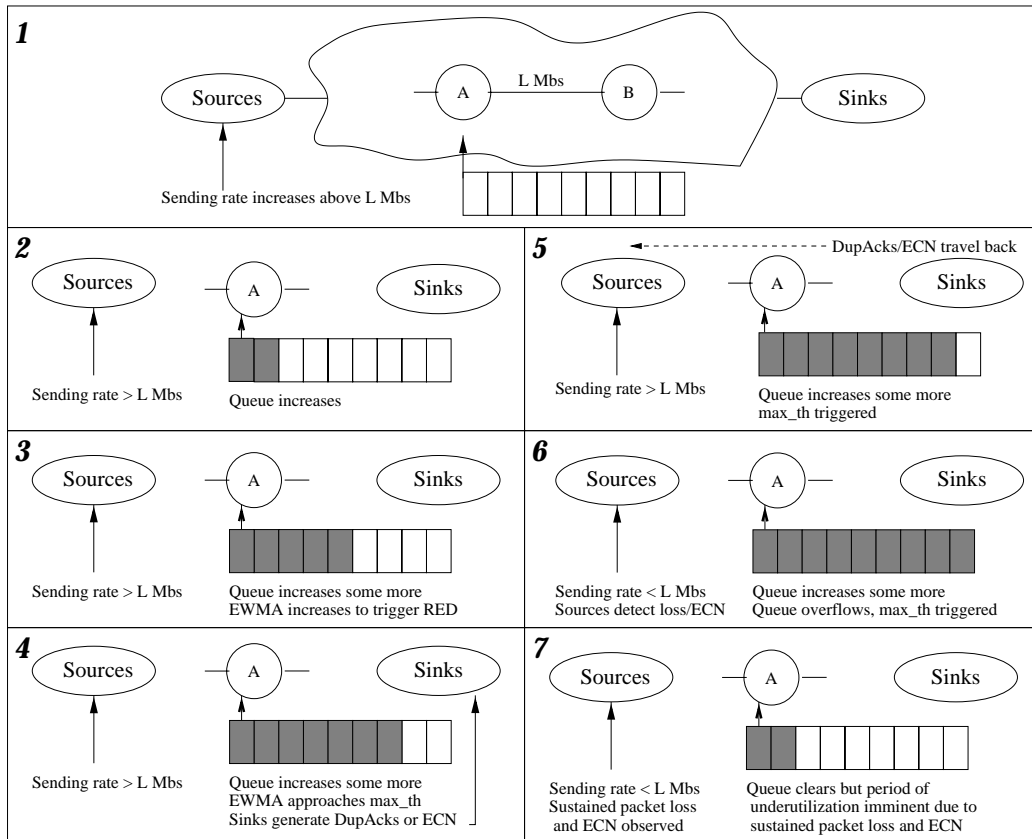 1
Sources
A
L Mbs
B
Sinks
Sending rate increases above L Mbs
2
Sources
A
Sinks
Sending rate > L Mbs
Queue increases
3
Sources
A
Sinks
Sending rate > L Mbs
Queue increases some more
EWMA increases to trigger RED
4
Sources
A
Sinks
Sending rate > L Mbs
Queue increases some more
EWMA approaches max_th
Sinks generate DupAcks or ECN
5
DupAcks/ECN travel back
Sources
A
Sinks
Sending rate > L Mbs
Queue increases some more
max_th triggered
6
Sources
A
Sinks
Sending rate < L Mbs
Sources detect loss/ECN
Queue increases some more
Queue overflows, max_th triggered
7
Sources
A
Sinks
Sending rate < L Mbs
Sustained packet loss
and ECN observed
Queue clears but period of
underutilization imminent due to
sustained packet loss and ECN